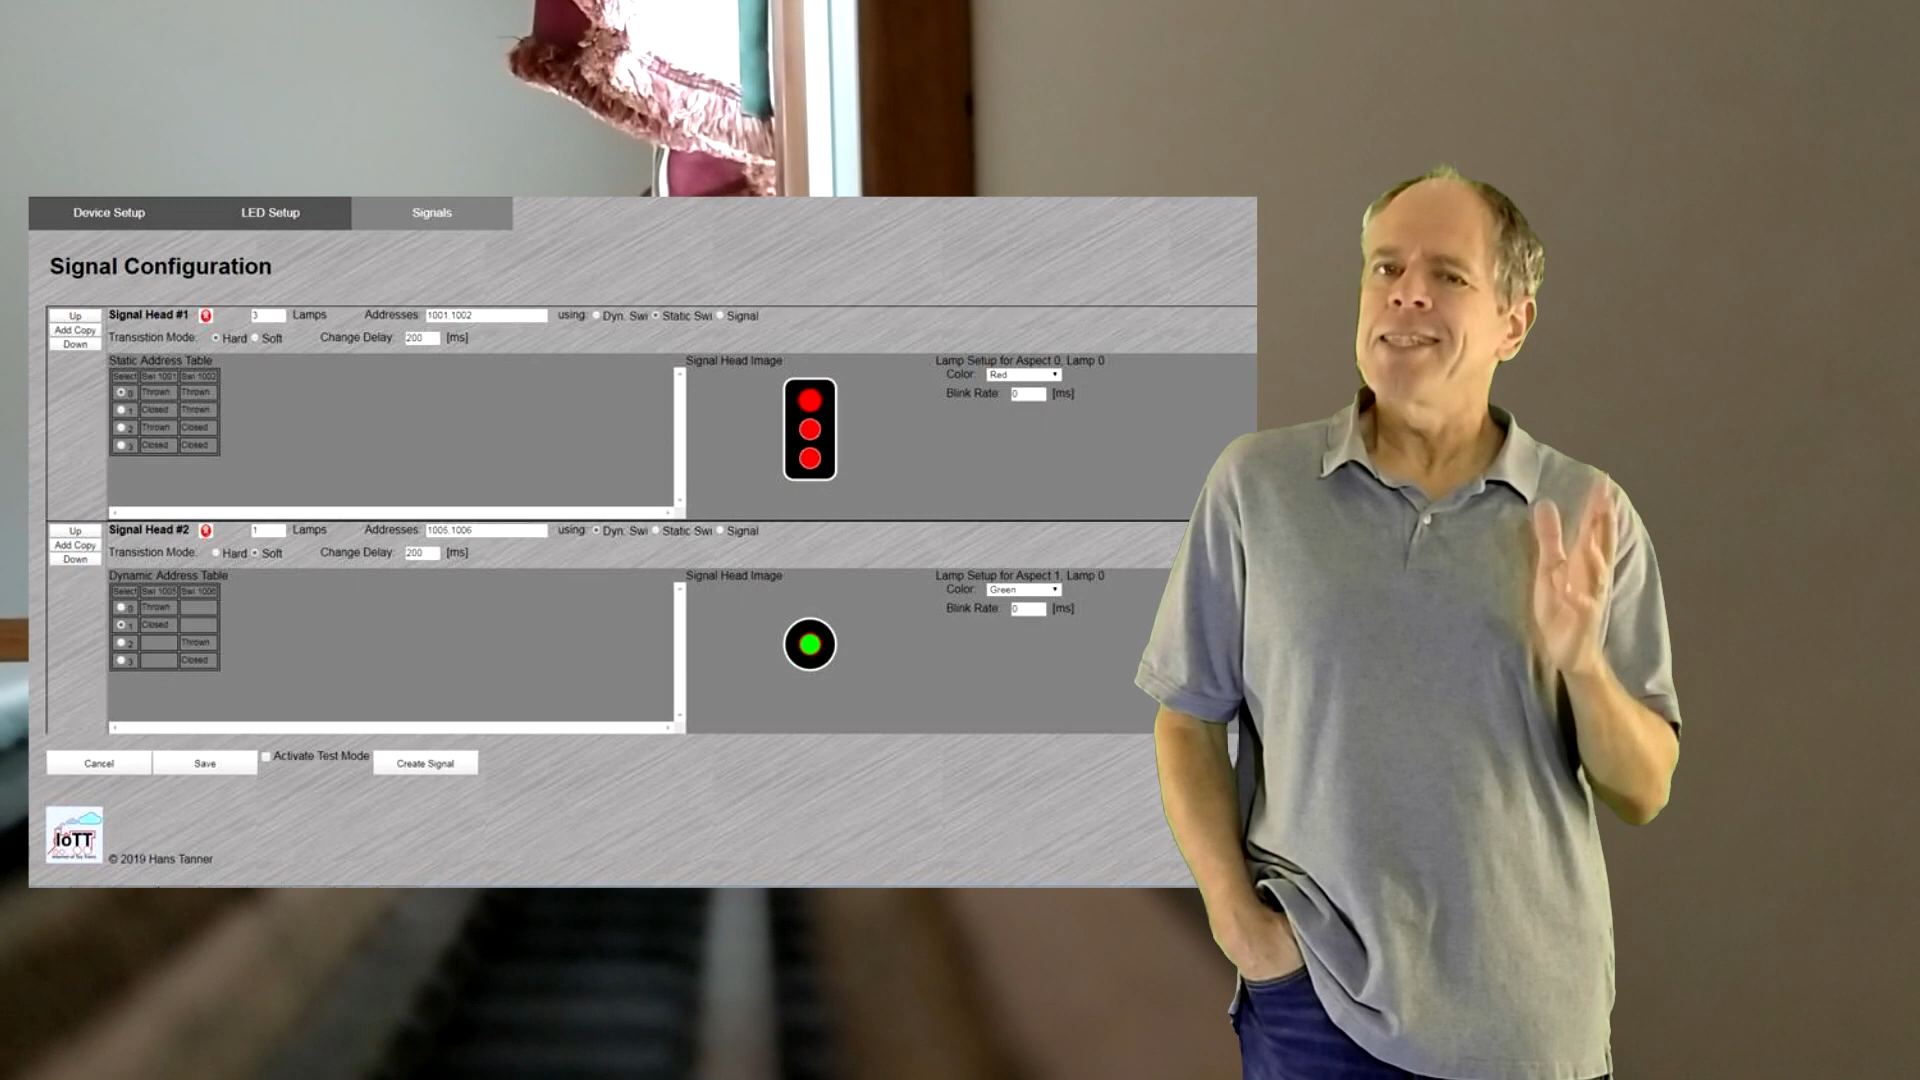 Device Setup LED Setup Signals
Signal Configuration
Up Signal Head #1 3 Lamps Addresses: 1001,1002 using: Dyn. Swi Static Swi Signal
Add Copy
Down Transistion Mode: Hard Soft Change Delay: 200 [ms]
Static Address Table Signal Head Image Lamp Setup for Aspect 0, Lamp 0
Select Swi 1001 Swi 1002 Color: Red
0 Thrown Thrown Blink Rate: 0 [ms]
1 Closed Thrown
2 Thrown Closed
3 Closed Closed
Up Signal Head #2 1 Lamps Addresses: 1005,1006 using: Dyn. Swi Static Swi Signal
Add Copy
Down Transistion Mode: Hard Soft Change Delay: 200 [ms]
Dynamic Address Table Signal Head Image Lamp Setup for Aspect 1, Lamp 0
Select Swi 1005 Swi 1006 Color: Green
0 Thrown Blink Rate: 0 [ms]
1 Closed
2 Thrown
3 Closed
Cancel Save Activate Test Mode Create Signal
IoTT
© 2019 Hans Tanner